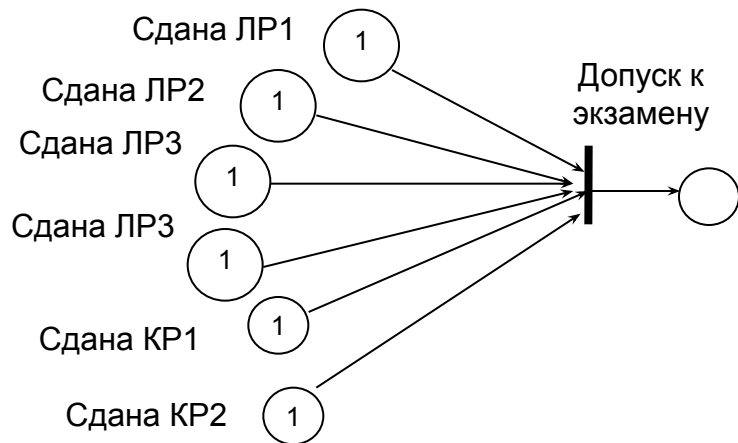 Сдана ЛР1
1
Сдана ЛР2
1
Сдана ЛР3
1
Сдана ЛР3
1
Сдана КР1
1
Сдана КР2
1
Допуск к
экзамену